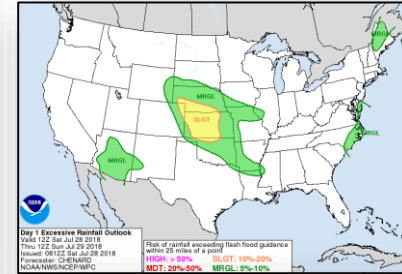 MRGL
MRGL
SLGT
MRGL
MRGL
NOAA
Day 1 Excessive Rainfall Outlook
Valid 12Z Sat Jul 28 2018
Thru 12Z Sun Jul 29 2018
Issued: 0812Z Sat Jul 28 2018
Forecaster: CHENARD
NOAA/NWS/NCEP/WPC
Risk of rainfall exceeding flash flood guidance
within 25 miles of a point
HIGH: > 50% SLGT: 10%-20%
MDT: 20%-50% MRGL: 5%-10%